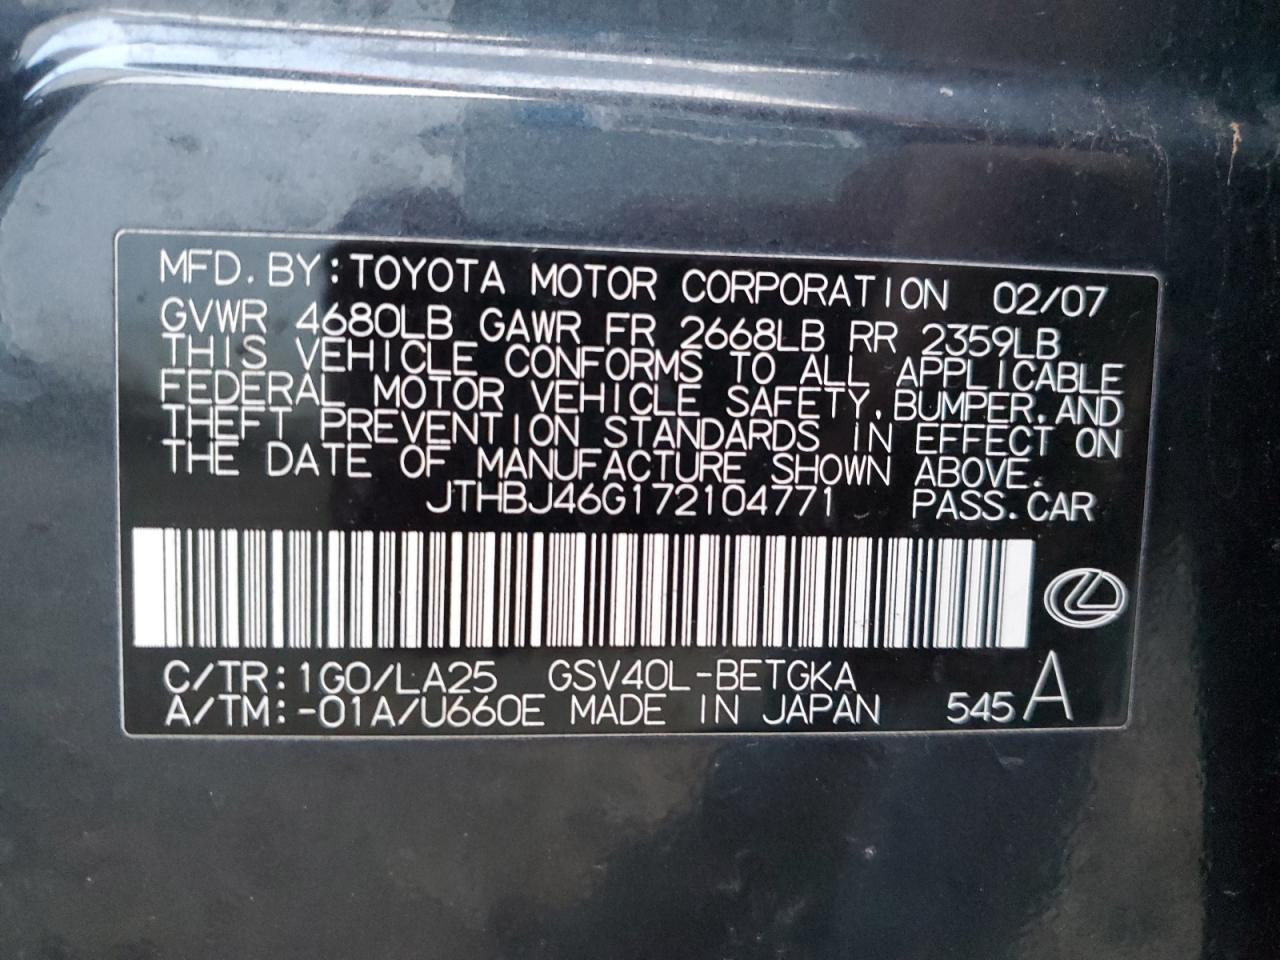 MFD. BY: TOYOTA MOTOR CORPORATION 02/07
GVWR 4680LB GAWR FR 2668LB RR 2359LB
THIS VEHICLE CONFORMS TO ALL APPLICABLE
FEDERAL MOTOR VEHICLE SAFETY, BUMPER, AND
THEFT PREVENTION STANDARDS IN EFFECT ON
THE DATE OF MANUFACTURE SHOWN ABOVE.
JTHBJ46G172104771 PASS. CAR
C/TR: 1G0/LA25 GSV40L-BETGKA
A/TM: -01A/U660E MADE IN JAPAN 545 A